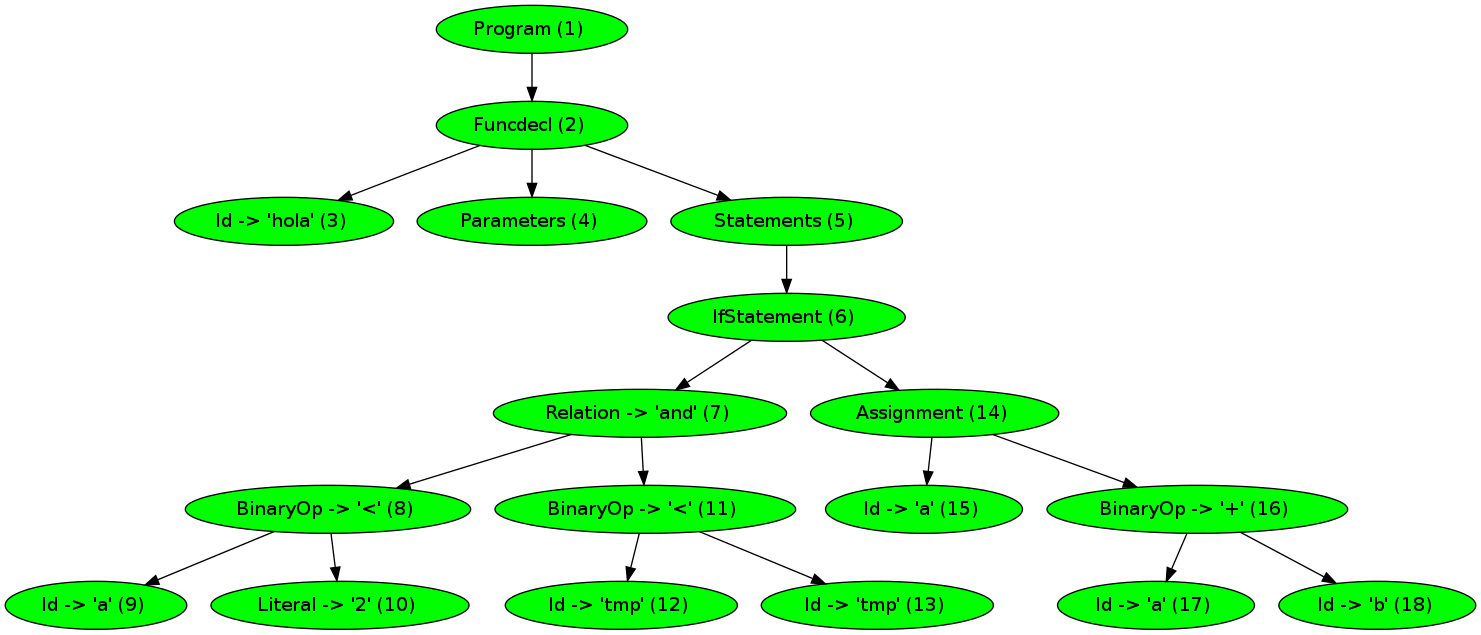 Program (1)
Funcdecl (2)
Id -> 'hola' (3)
Parameters (4)
Statements (5)
IfStatement (6)
Relation -> 'and' (7)
Assignment (14)
BinaryOp -> '<' (8)
BinaryOp -> '<' (11)
Id -> 'a' (15)
BinaryOp -> '+' (16)
Id -> 'a' (9)
Literal -> '2' (10)
Id -> 'tmp' (12)
Id -> 'tmp' (13)
Id -> 'a' (17)
Id -> 'b' (18)